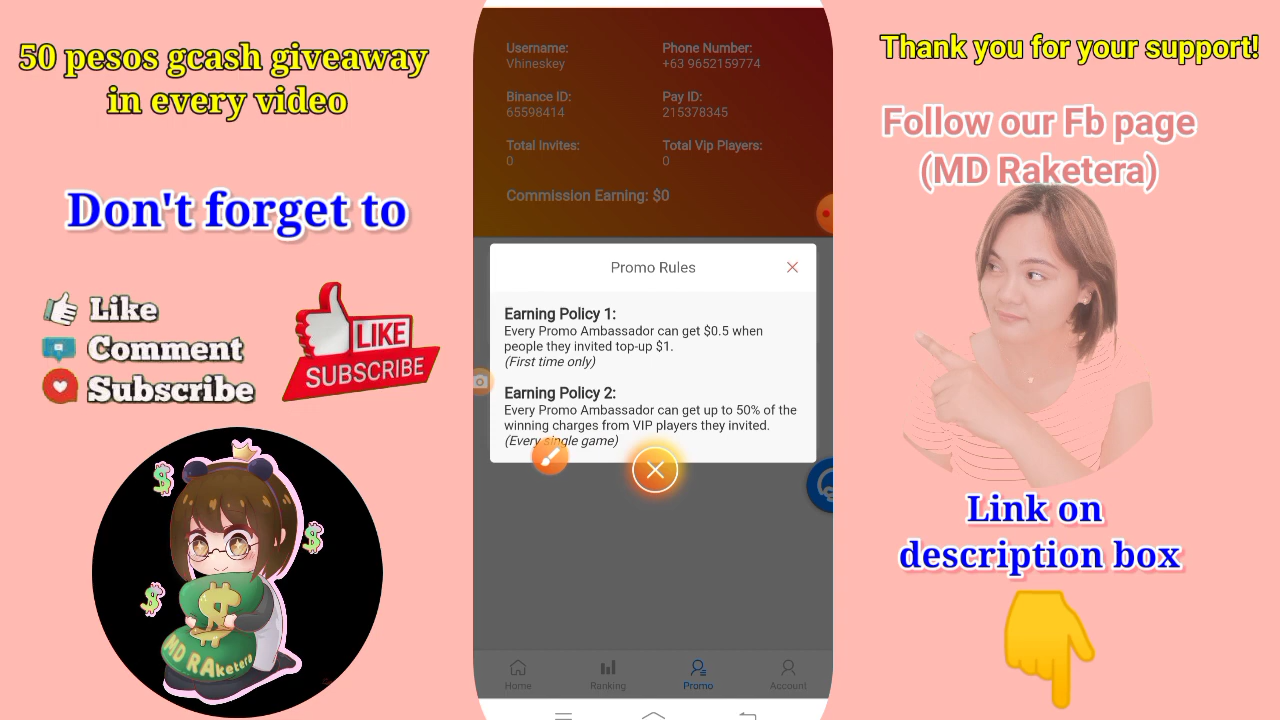 50 pesos gcash giveaway
in every video
Don't forget to
Like
Comment
Subscribe
LIKE
SUBSCRIBE
MD RAketera
Username:
Vhineskey
Phone Number:
+63 9652159774
Binance ID:
65598414
Pay ID:
215378345
Total Invites:
0
Total Vip Players:
0
Commission Earning: $0
Promo Rules
Earning Policy 1:
Every Promo Ambassador can get $0.5 when
people they invited top-up $1.
(First time only)
Earning Policy 2:
Every Promo Ambassador can get up to 50% of the
winning charges from VIP players they invited.
(Every single game)
Home
Ranking
Promo
Account
Thank you for your support!
Follow our Fb page
(MD Raketera)
Link on
description box